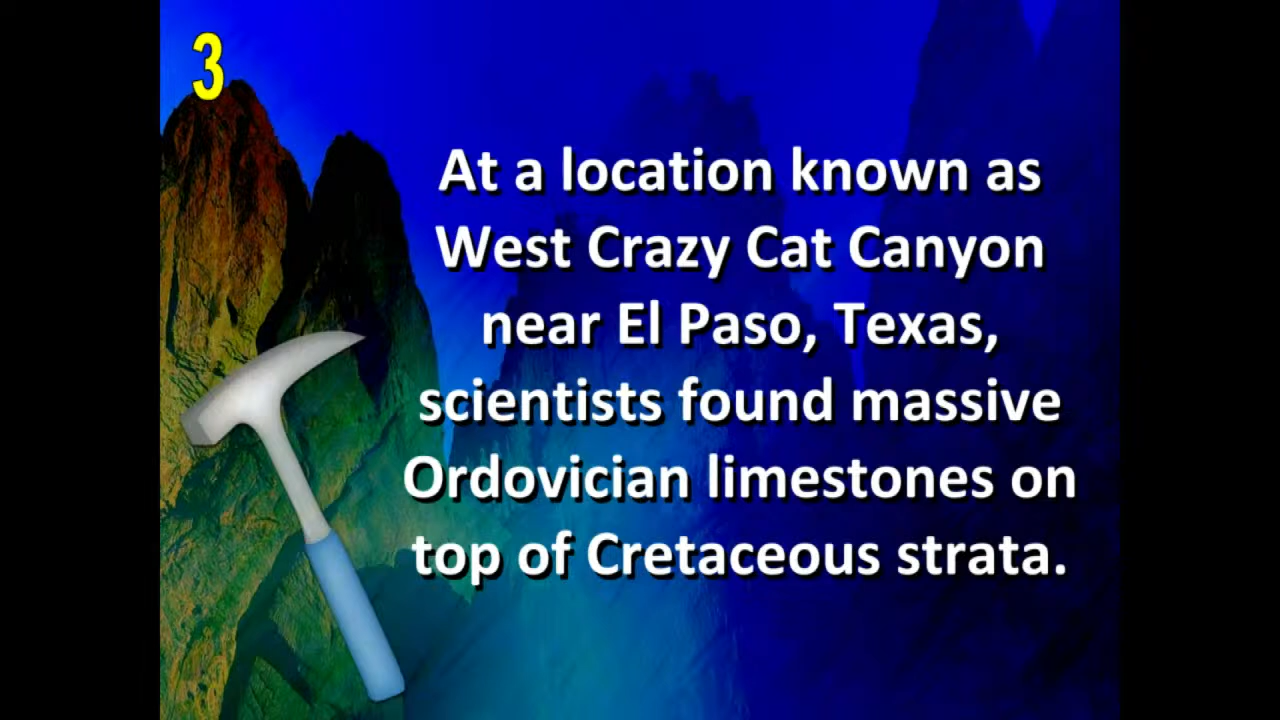 3
At a location known as
West Crazy Cat Canyon
near El Paso, Texas,
scientists found massive
Ordovician limestones on
top of Cretaceous strata.